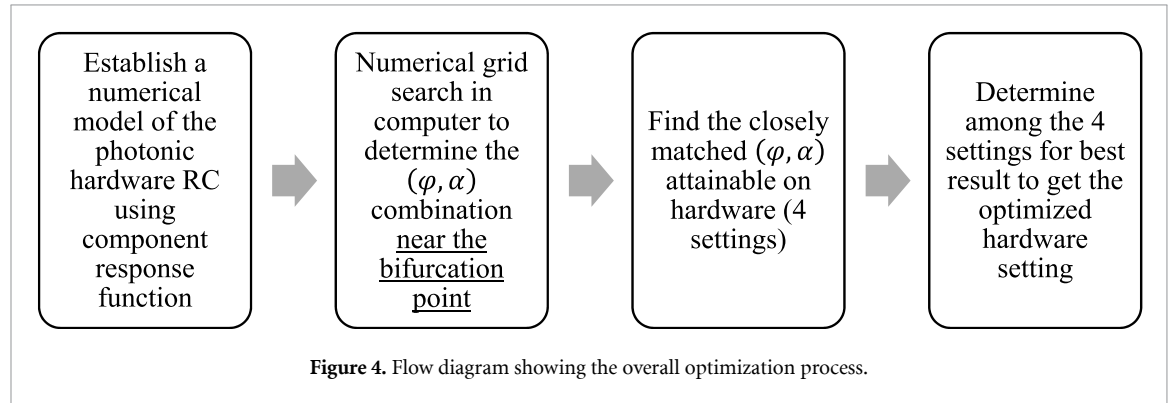 Establish a
numerical
model of the
photonic
hardware RC
using
component
response
function
Numerical grid
search in
computer to
determine the
(φ, α)
combination
near the
bifurcation
point
Find the closely
matched (φ, α)
attainable on
hardware (4
settings)
Determine
among the 4
settings for best
result to get the
optimized
hardware
setting
Figure 4. Flow diagram showing the overall optimization process.